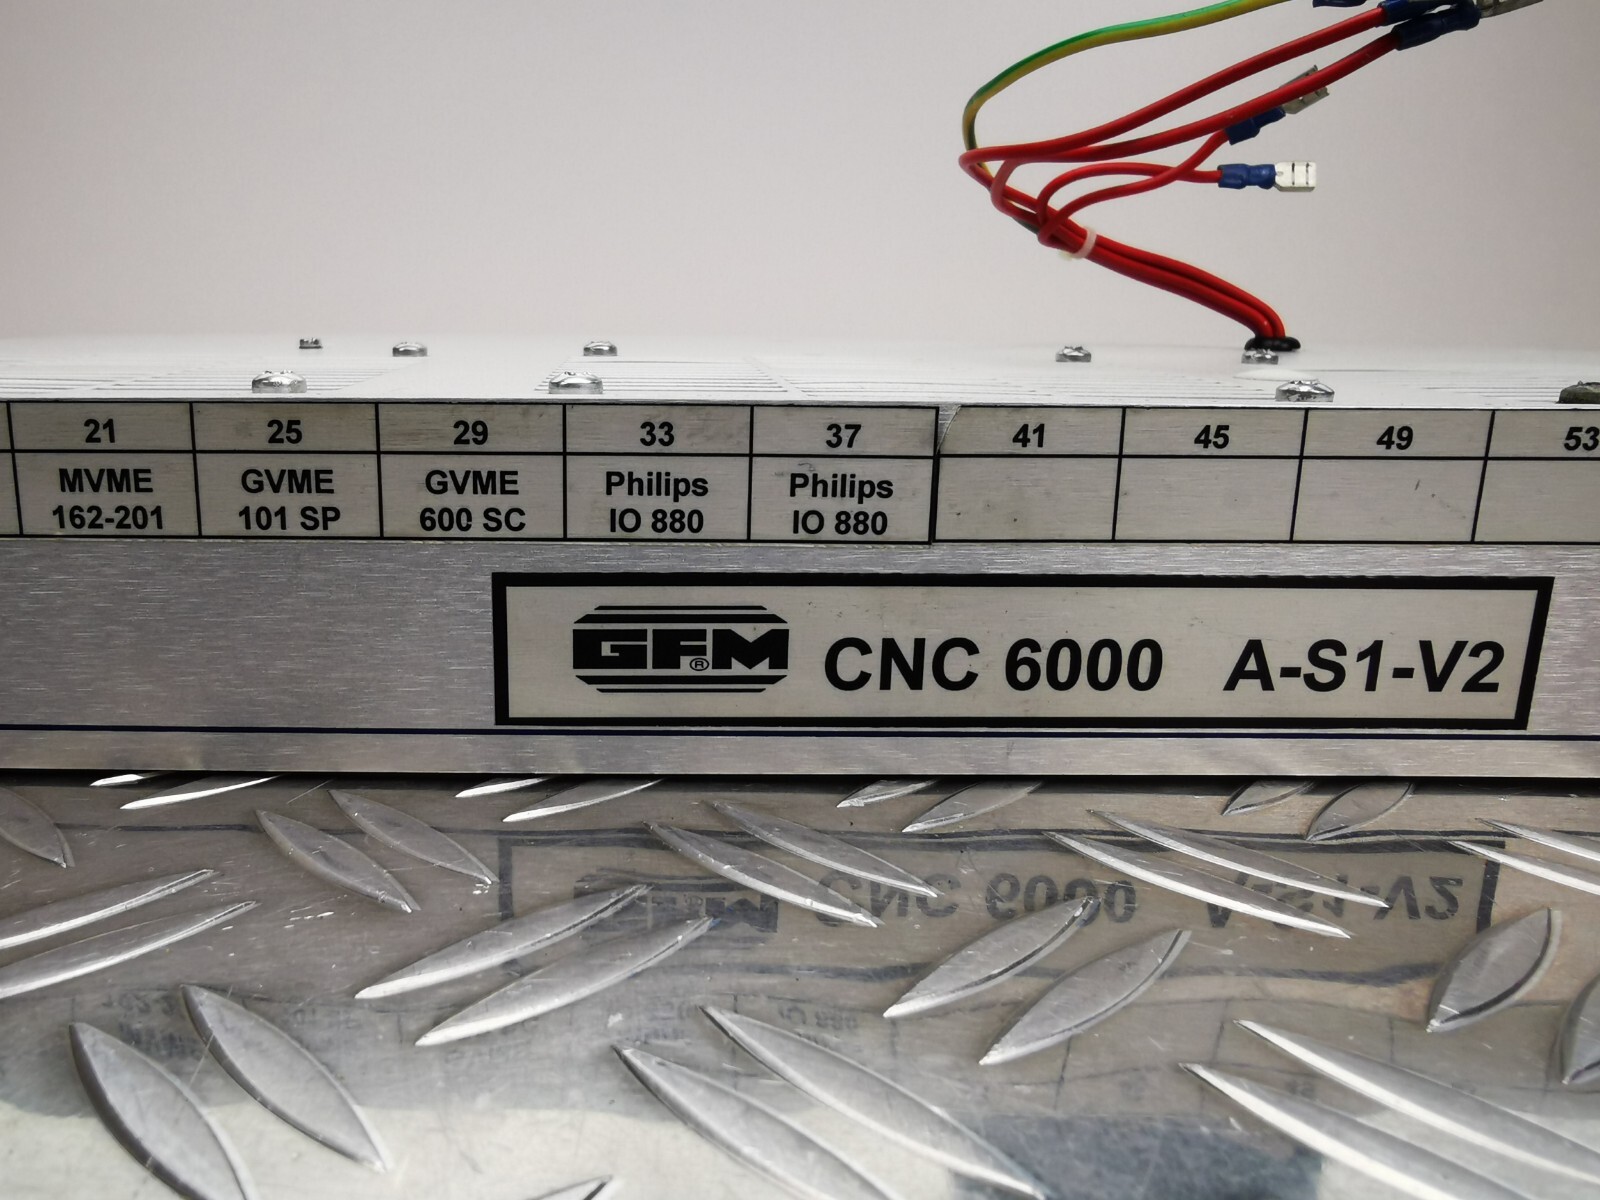 21 25 29 33 37 41 45 49 53
MVME GVME GVME Philips Philips
162-201 101 SP 600 SC IO 880 IO 880
GFM® CNC 6000 A-S1-V2